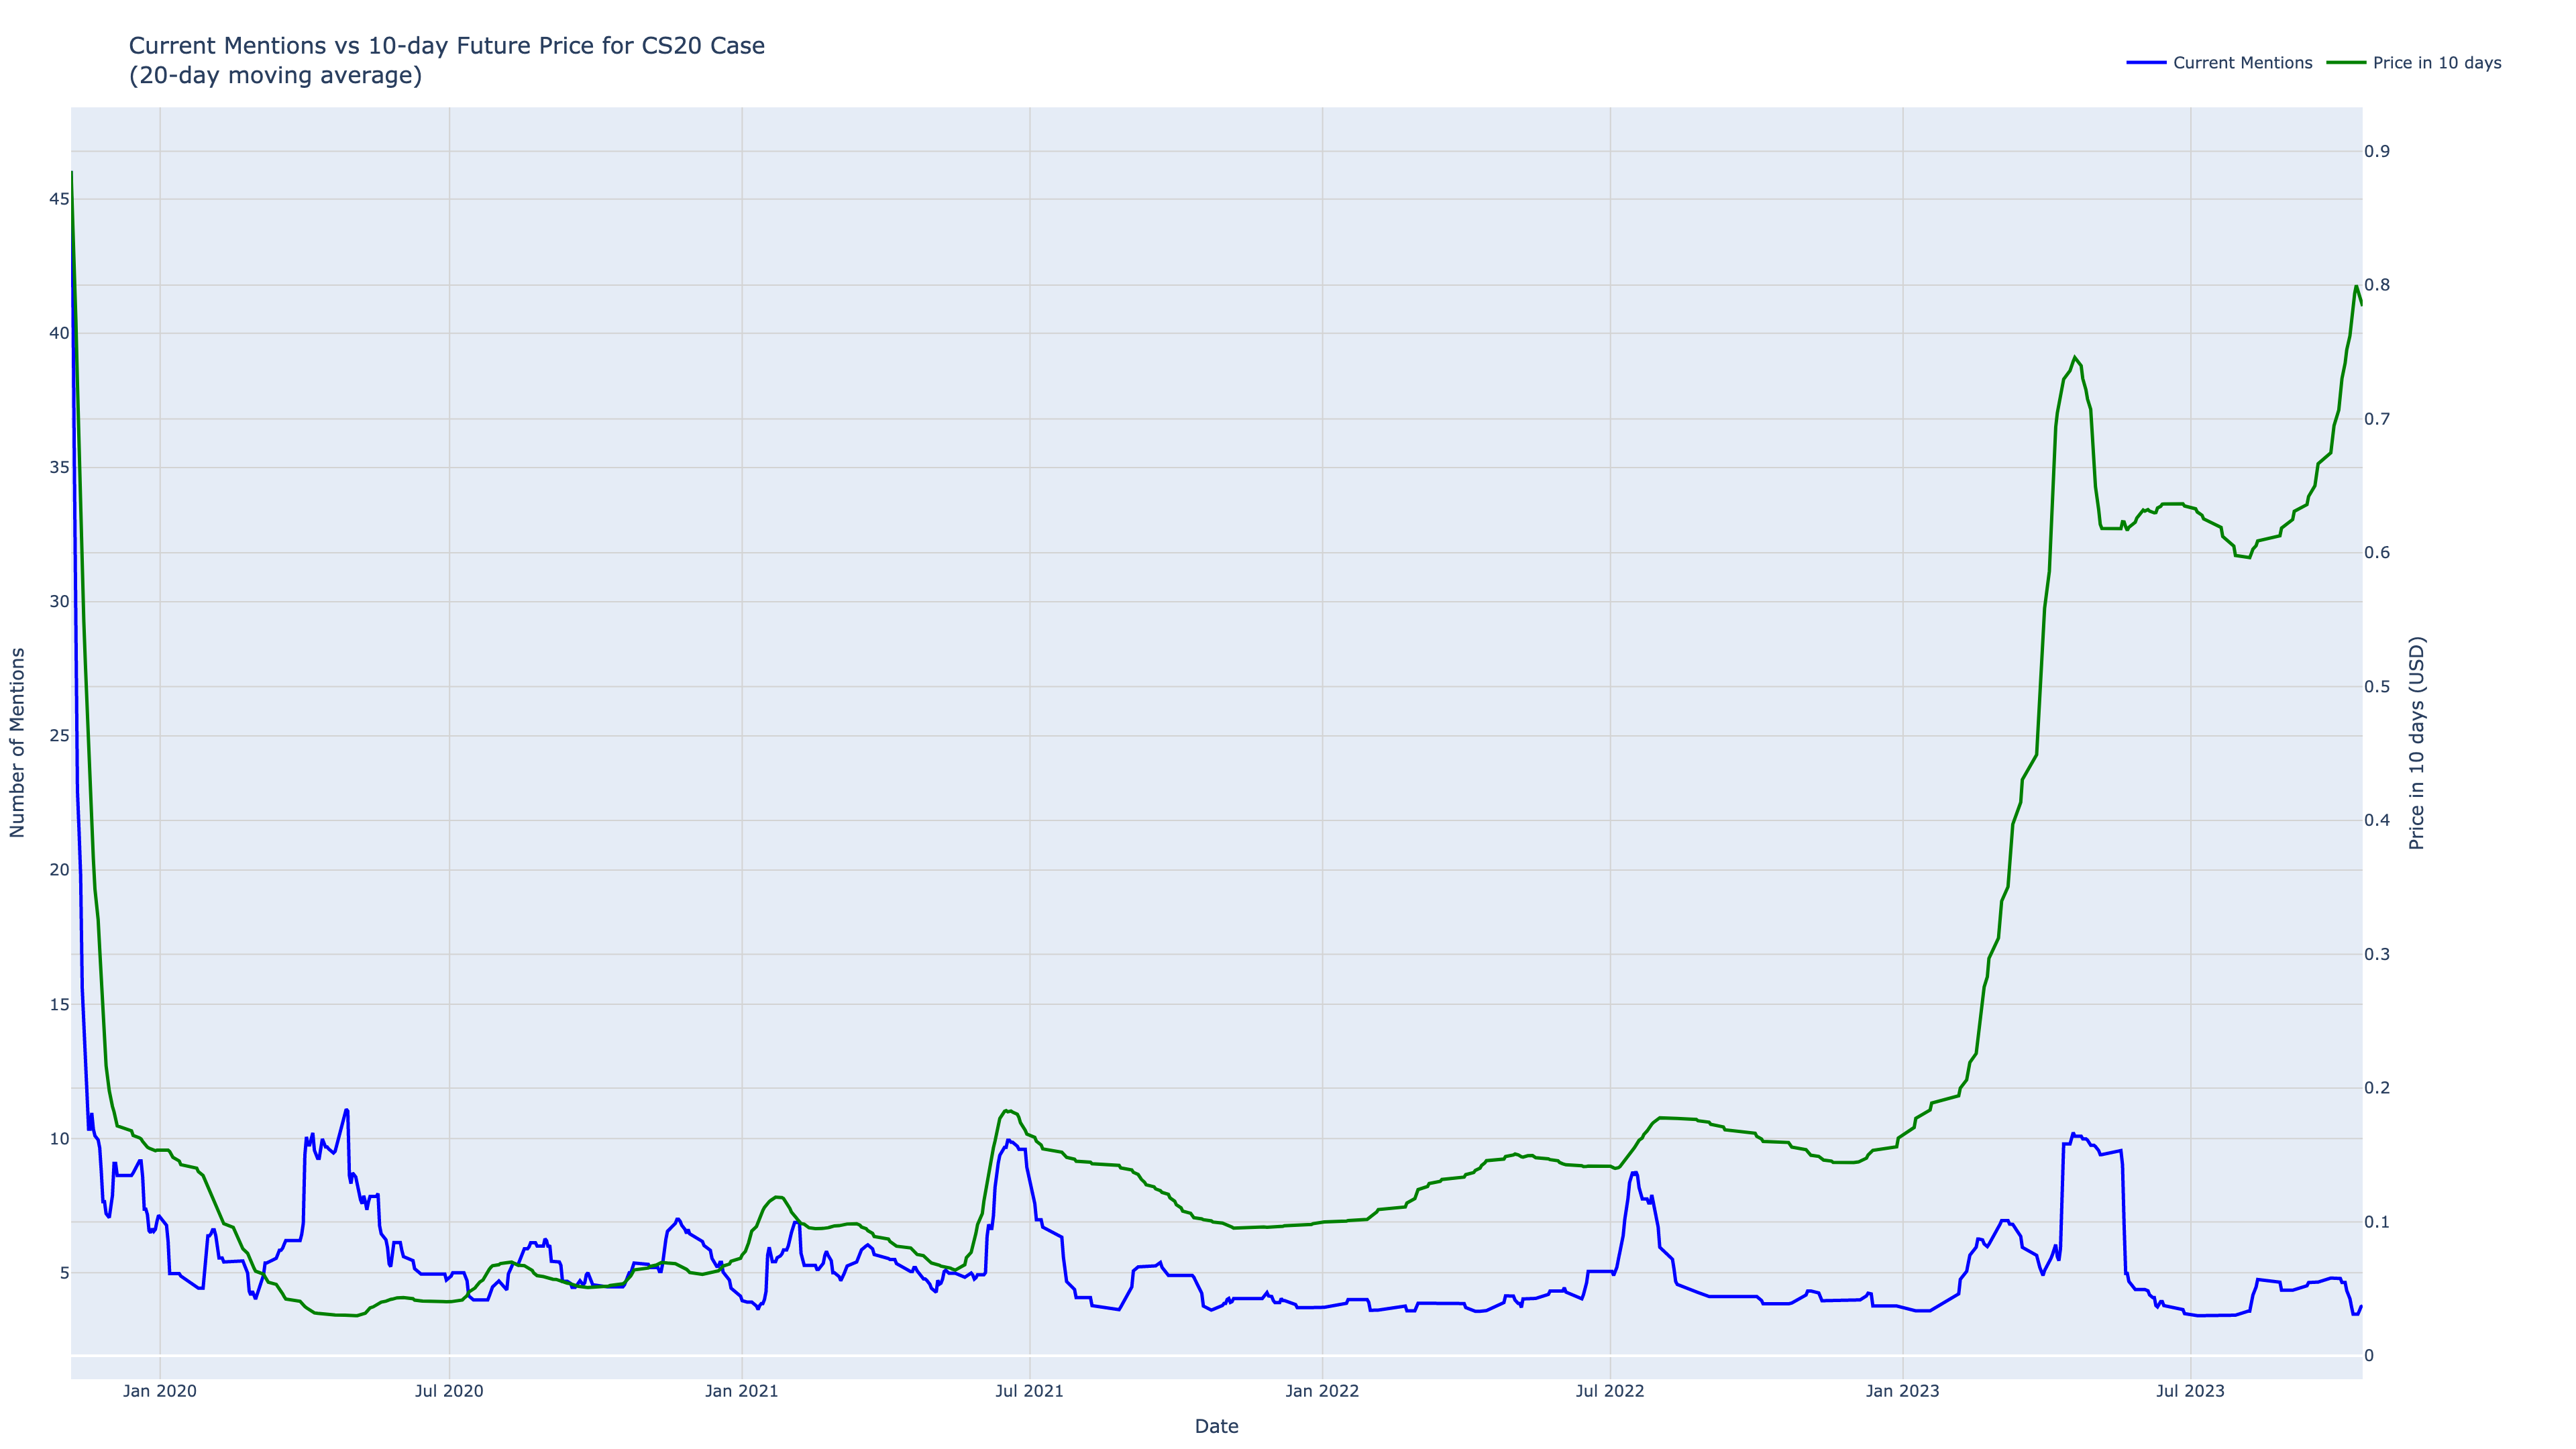 Current Mentions vs 10-day Future Price for CS20 Case
(20-day moving average)
Current Mentions
Price in 10 days
45
40
35
30
25
20
15
10
5
Number of Mentions
0.9
0.8
0.7
0.6
0.5
0.4
0.3
0.2
0.1
0
Price in 10 days (USD)
Jan 2020
Jul 2020
Jan 2021
Jul 2021
Jan 2022
Jul 2022
Jan 2023
Jul 2023
Date